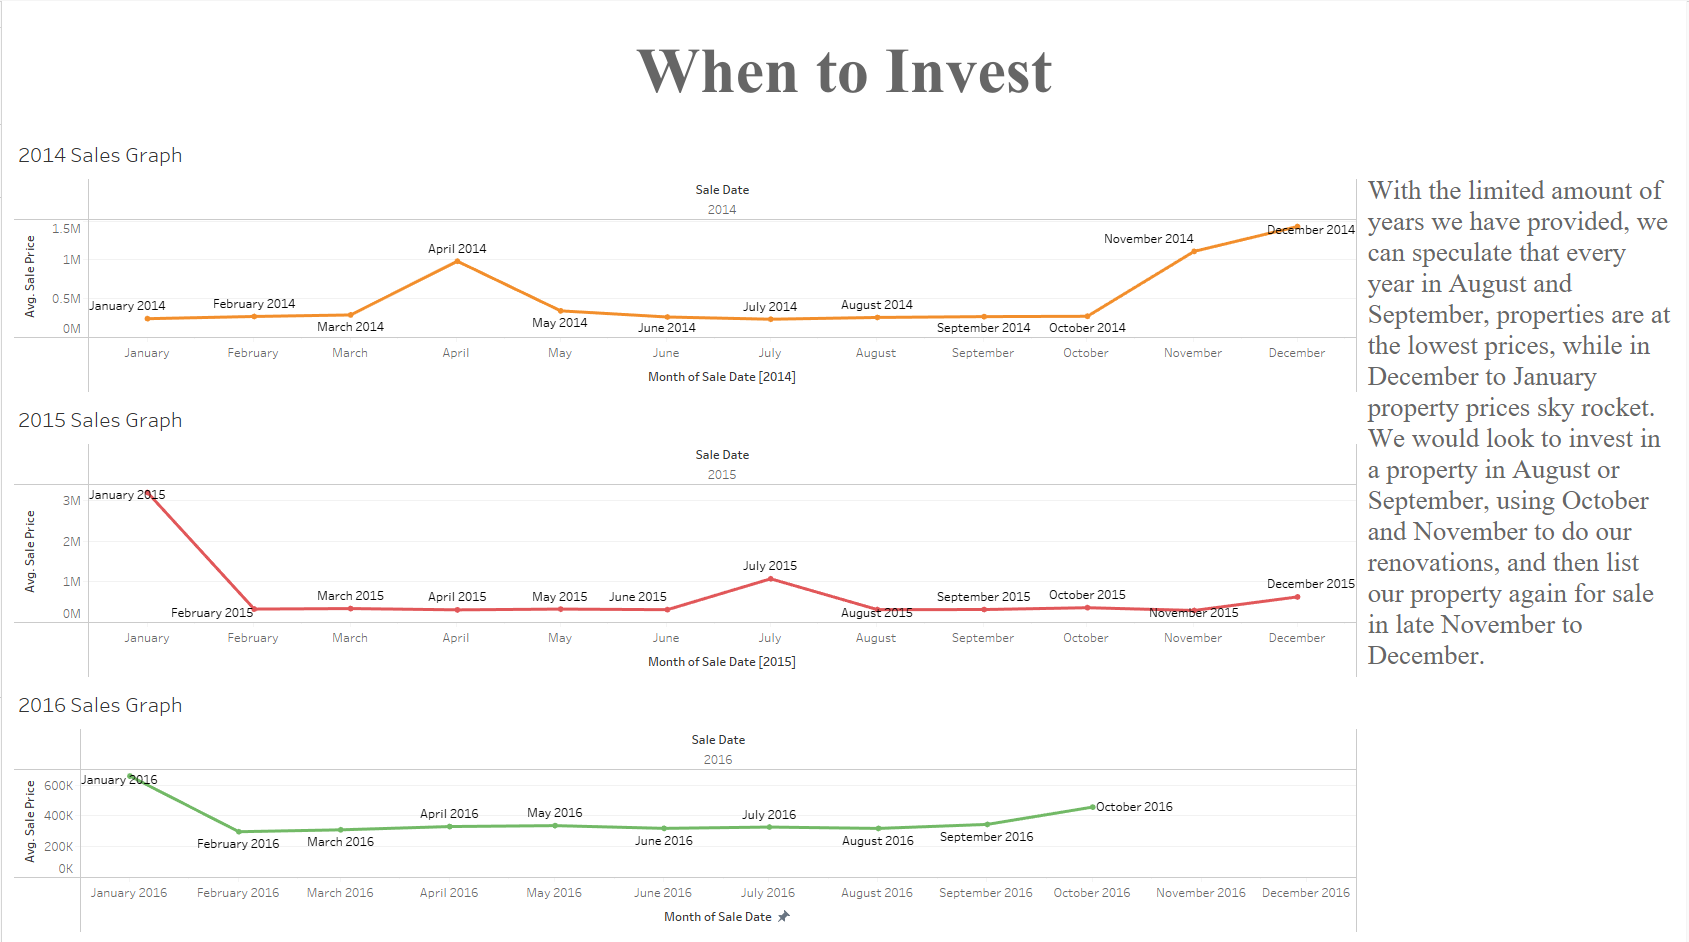 When to Invest
2014 Sales Graph
Sale Date
2014
Avg. Sale Price
1.5M
1M
0.5M
0M
January 2014
February 2014
March 2014
April 2014
May 2014
June 2014
July 2014
August 2014
September 2014
October 2014
November 2014
December 2014
January February March April May June July August September October November December
Month of Sale Date [2014]
2015 Sales Graph
Sale Date
2015
Avg. Sale Price
3M
2M
1M
0M
January 2015
February 2015
March 2015
April 2015
May 2015
June 2015
July 2015
August 2015
September 2015
October 2015
November 2015
December 2015
January February March April May June July August September October November December
Month of Sale Date [2015]
2016 Sales Graph
Sale Date
2016
Avg. Sale Price
600K
400K
200K
0K
January 2016
February 2016
March 2016
April 2016
May 2016
June 2016
July 2016
August 2016
September 2016
October 2016
January 2016 February 2016 March 2016 April 2016 May 2016 June 2016 July 2016 August 2016 September 2016 October 2016 November 2016 December 2016
Month of Sale Date
With the limited amount of
years we have provided, we
can speculate that every
year in August and
September, properties are at
the lowest prices, while in
December to January
property prices sky rocket.
We would look to invest in
a property in August or
September, using October
and November to do our
renovations, and then list
our property again for sale
in late November to
December.